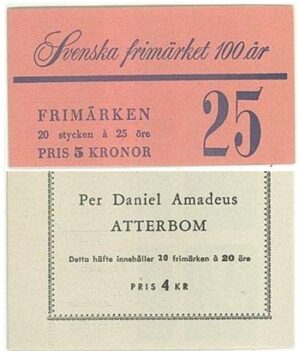 Svenska frimärket 100 år
FRIMÄRKEN
20 stycken à 25 öre
PRIS 5 KRONOR
25
Per Daniel Amadeus
ATTERBOM
Detta häfte innehåller 20 frimärken à 20 öre
PRIS 4 KR